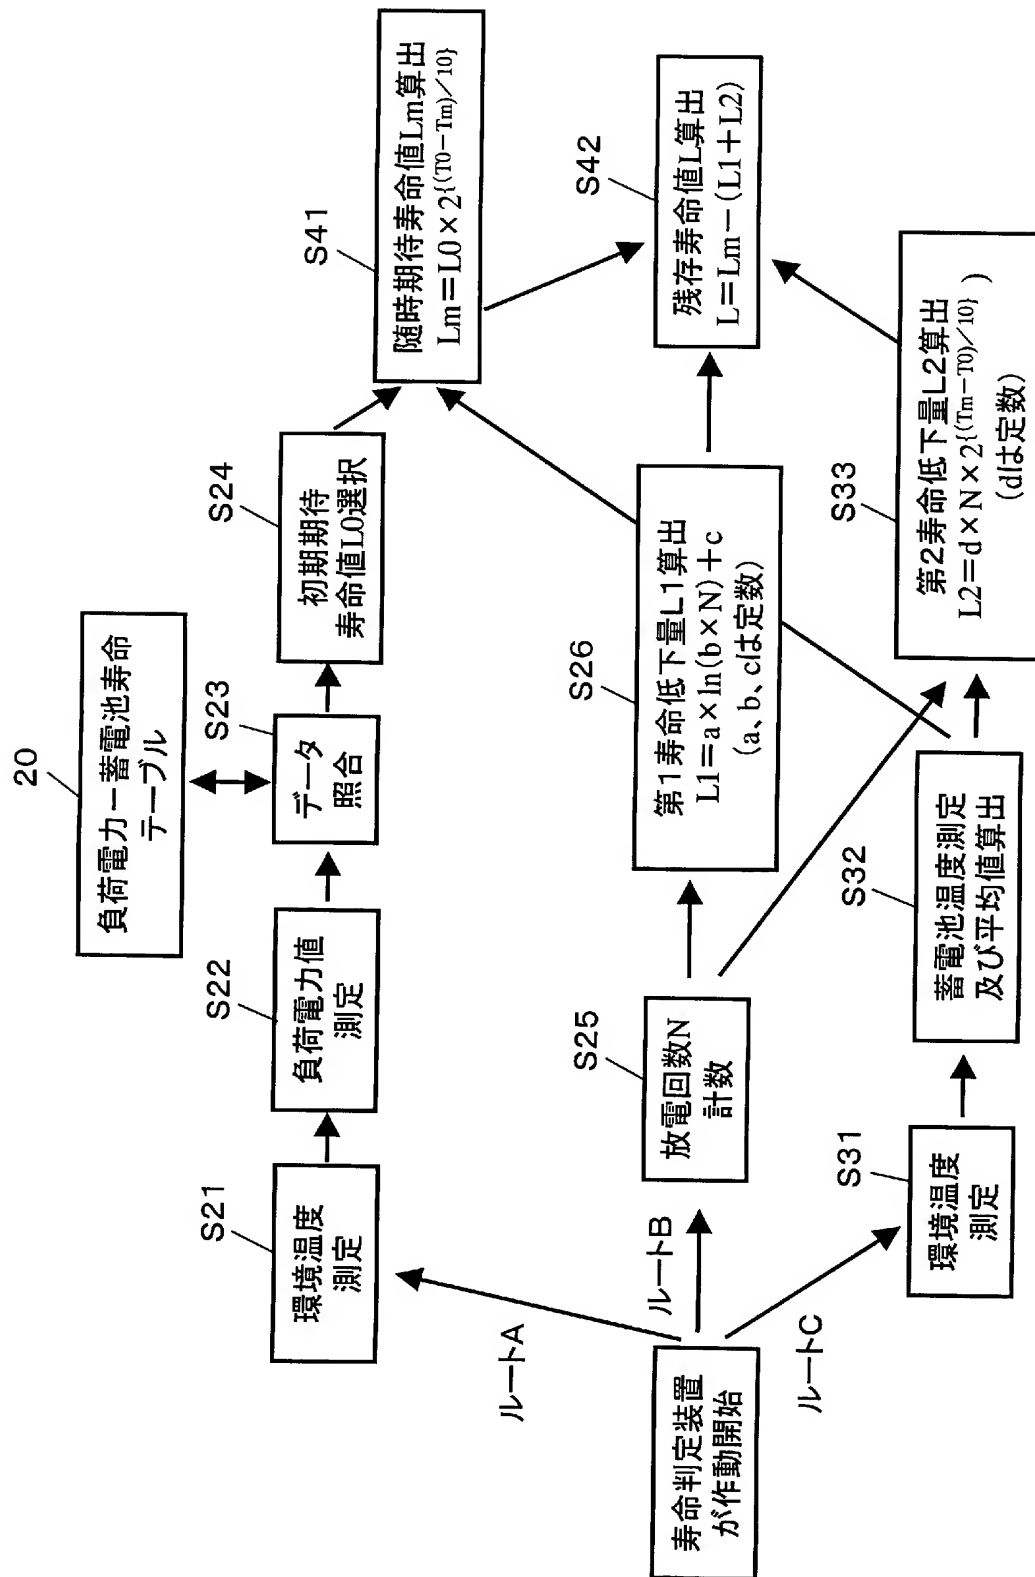 20
負荷電力ー蓄電池寿命
テーブル
S21
環境温度
測定
S22
負荷電力値
測定
S23
データ
照合
S24
初期期待
寿命値L0選択
S41
随時期待寿命値Lm算出
Lm＝L0×2{(T0−Tm)／10}
ルートA
ルートB
ルートC
寿命判定装置
が作動開始
S25
放電回数N
計数
S26
第1寿命低下量L1算出
L1＝a×ln(b×N)＋c
(a、b、cは定数)
S42
残存寿命値L算出
L＝Lm−(L1＋L2)
S31
環境温度
測定
S32
蓄電池温度測定
及び平均値算出
S33
第2寿命低下量L2算出
L2＝d×N×2{(Tm−T0)／10})
(dは定数)